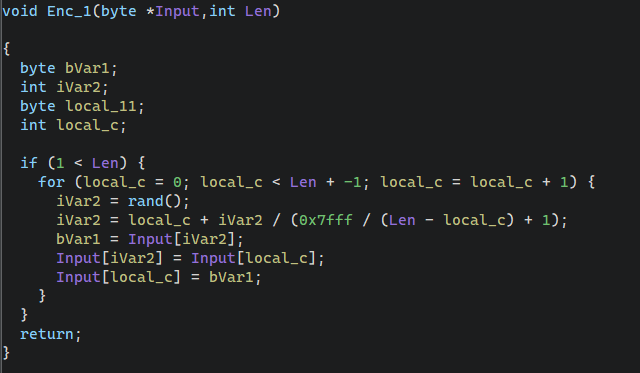 void Enc_1(byte *Input,int Len)
{
  byte bVar1;
  int iVar2;
  byte local_11;
  int local_c;
  if (1 < Len) {
    for (local_c = 0; local_c < Len + -1; local_c = local_c + 1) {
      iVar2 = rand();
      iVar2 = local_c + iVar2 / (0x7fff / (Len - local_c) + 1);
      bVar1 = Input[iVar2];
      Input[iVar2] = Input[local_c];
      Input[local_c] = bVar1;
    }
  }
  return;
}